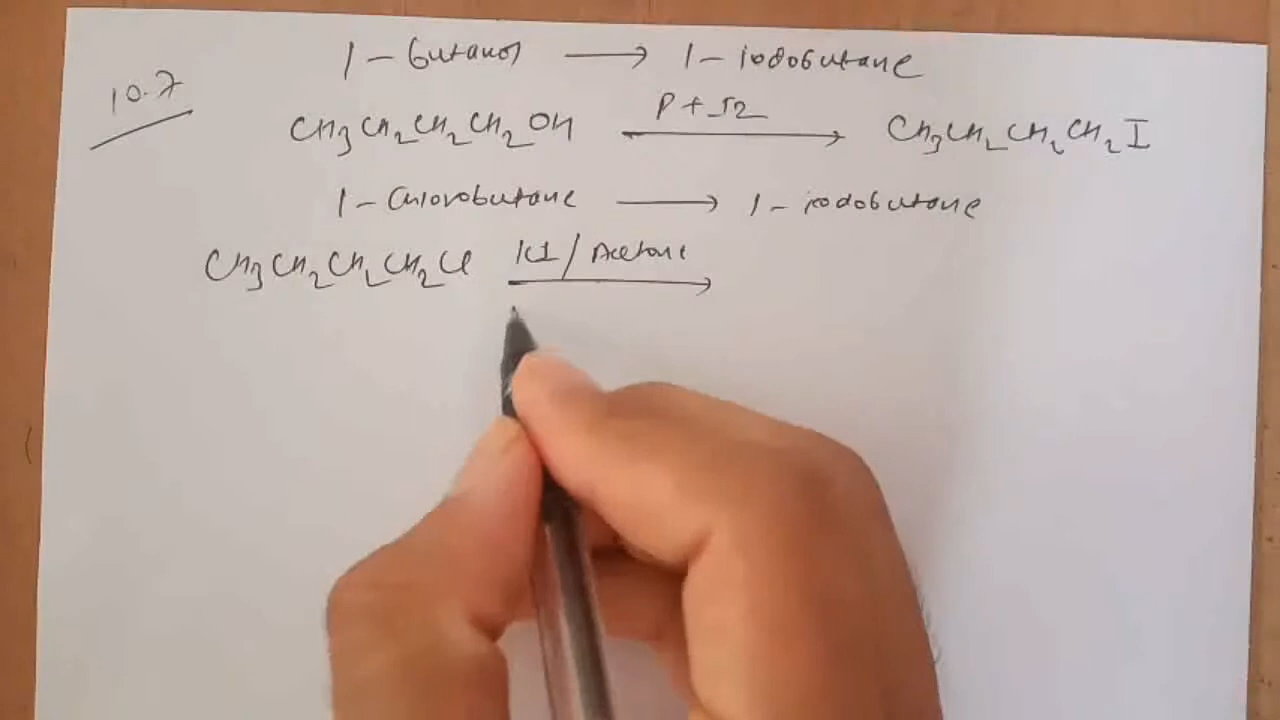 1 - Butanol → 1 - iodobutane
10.7
CH3CH2CH2CH2OH P + I2 → CH3CH2CH2CH2I
1 - Chlorobutane → 1 - iodobutane
CH3CH2CH2CH2Cl KI / Acetone →